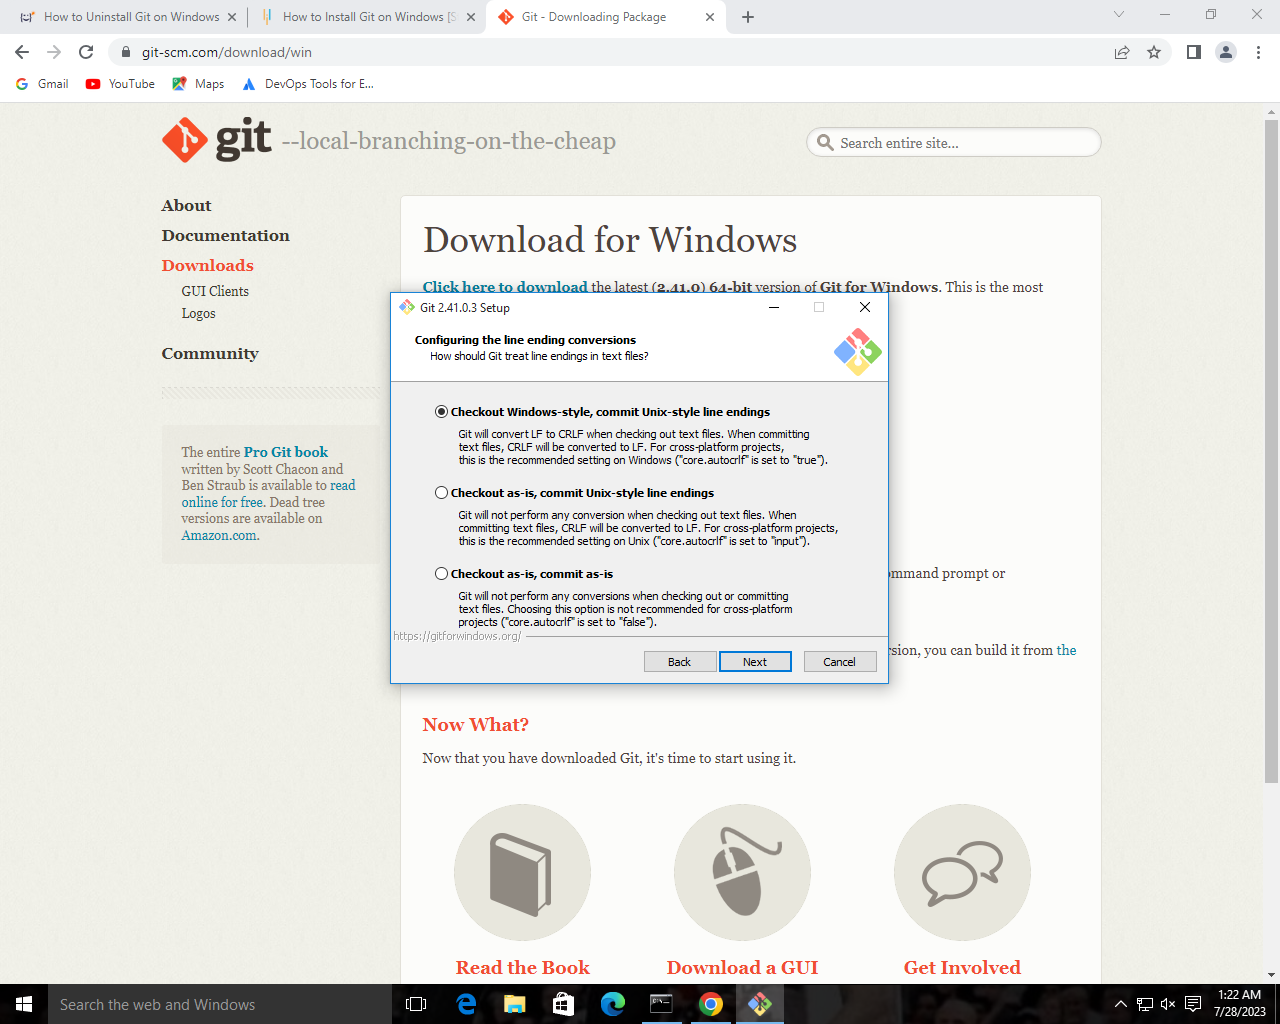 How to Uninstall Git on Windows
How to Install Git on Windows [S
Git - Downloading Package
git-scm.com/download/win
Gmail
YouTube
Maps
DevOps Tools for E...
git --local-branching-on-the-cheap
Search entire site...
About
Documentation
Downloads
GUI Clients
Logos
Community
The entire Pro Git book
written by Scott Chacon and
Ben Straub is available to read
online for free. Dead tree
versions are available on
Amazon.com.
Download for Windows
Click here to download the latest (2.41.0) 64-bit version of Git for Windows. This is the most
Git 2.41.0.3 Setup
Configuring the line ending conversions
How should Git treat line endings in text files?
Checkout Windows-style, commit Unix-style line endings
Git will convert LF to CRLF when checking out text files. When committing
text files, CRLF will be converted to LF. For cross-platform projects,
this is the recommended setting on Windows ("core.autocrlf" is set to "true").
Checkout as-is, commit Unix-style line endings
Git will not perform any conversion when checking out text files. When
committing text files, CRLF will be converted to LF. For cross-platform projects,
this is the recommended setting on Unix ("core.autocrlf" is set to "input").
Checkout as-is, commit as-is
Git will not perform any conversions when checking out or committing
text files. Choosing this option is not recommended for cross-platform
projects ("core.autocrlf" is set to "false").
https://gitforwindows.org/
Back
Next
Cancel
mmand prompt or
rsion, you can build it from the
Now What?
Now that you have downloaded Git, it's time to start using it.
Read the Book
Download a GUI
Get Involved
Search the web and Windows
1:22 AM
7/28/2023